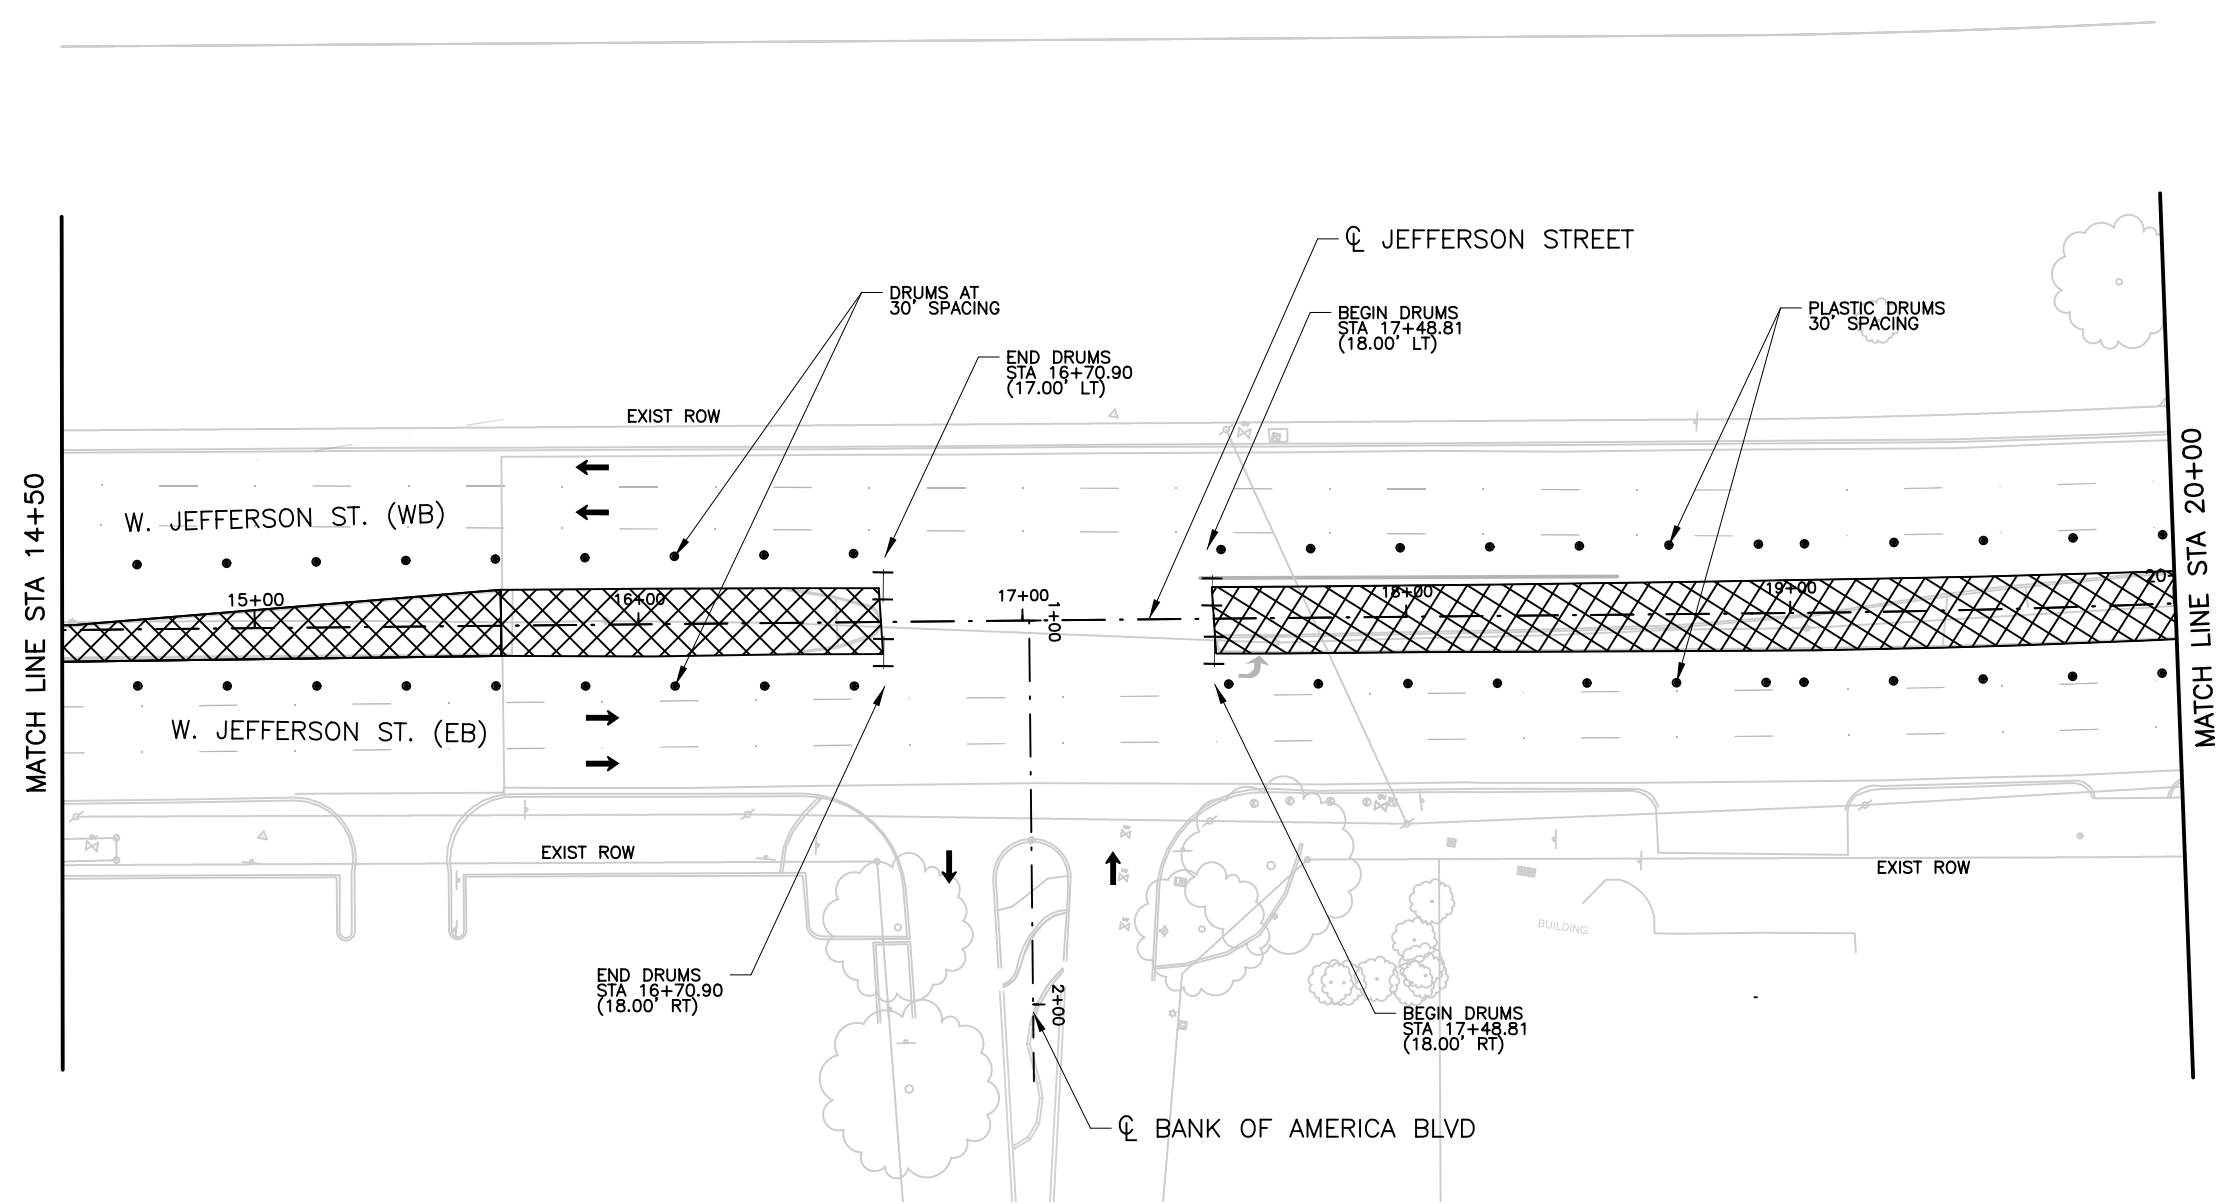 ℄ JEFFERSON STREET
DRUMS AT
30' SPACING
BEGIN DRUMS
STA 17+48.81
(18.00' LT)
PLASTIC DRUMS
30' SPACING
END DRUMS
STA 16+70.90
(17.00' LT)
EXIST ROW
MATCH LINE STA 14+50
W. JEFFERSON ST. (WB)
15+00
16+00
17+00
1+00
18+00
19+00
20+
MATCH LINE STA 20+00
W. JEFFERSON ST. (EB)
EXIST ROW
EXIST ROW
BUILDING
END DRUMS
STA 16+70.90
(18.00' RT)
2+00
BEGIN DRUMS
STA 17+48.81
(18.00' RT)
℄ BANK OF AMERICA BLVD